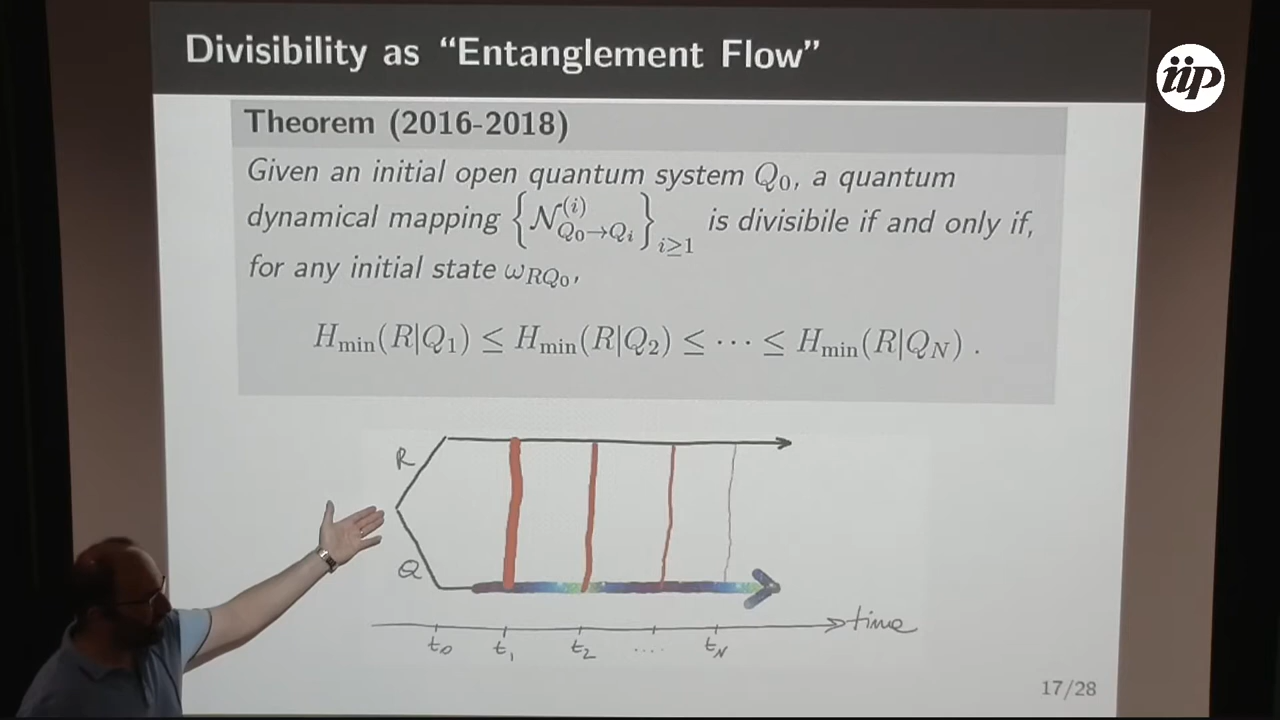 Divisibility as “Entanglement Flow”
iip
Theorem (2016-2018)
Given an initial open quantum system Q₀, a quantum
dynamical mapping {𝒩^{(i)}_{Q₀→Qᵢ}}_{i≥1} is divisibile if and only if,
for any initial state ω_{RQ₀},
H_min(R|Q₁) ≤ H_min(R|Q₂) ≤ ··· ≤ H_min(R|Q_N) .
R
Q
time
t₀ t₁ t₂ .... t_N
17/28